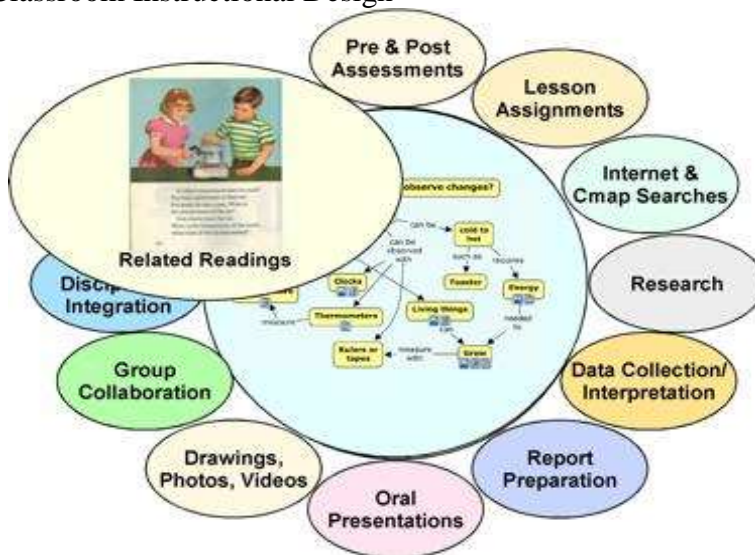 Classroom Instructional Design
Pre & Post
Assessments
Lesson
Assignments
Internet &
Cmap Searches
Research
Data Collection/
Interpretation
Report
Preparation
Oral
Presentations
Drawings,
Photos, Videos
Group
Collaboration
Integration
Related Readings
observe changes?
can be
cold to
hot
can be
observed
with
such as
requires
Clocks
Toaster
Energy
Thermometers
Living things
measure
can
needed
to
Rulers or
tapes
measure
with
Grow